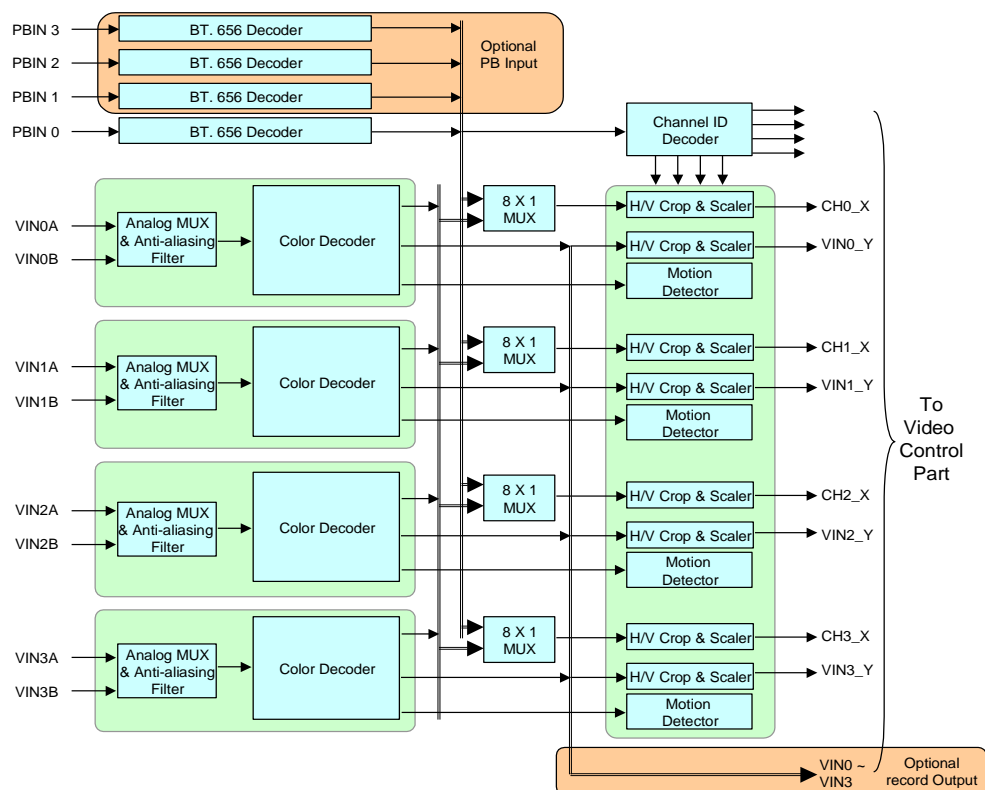 PBIN 3
BT. 656 Decoder
Optional
PB Input
PBIN 2
BT. 656 Decoder
PBIN 1
BT. 656 Decoder
PBIN 0
BT. 656 Decoder
Channel ID
Decoder
VIN0A
VIN0B
Analog MUX
& Anti-aliasing
Filter
Color Decoder
8 X 1
MUX
H/V Crop & Scaler
CH0_X
H/V Crop & Scaler
VIN0_Y
Motion
Detector
VIN1A
VIN1B
Analog MUX
& Anti-aliasing
Filter
Color Decoder
8 X 1
MUX
H/V Crop & Scaler
CH1_X
H/V Crop & Scaler
VIN1_Y
Motion
Detector
To
Video
Control
Part
VIN2A
VIN2B
Analog MUX
& Anti-aliasing
Filter
Color Decoder
8 X 1
MUX
H/V Crop & Scaler
CH2_X
H/V Crop & Scaler
VIN2_Y
Motion
Detector
VIN3A
VIN3B
Analog MUX
& Anti-aliasing
Filter
Color Decoder
8 X 1
MUX
H/V Crop & Scaler
CH3_X
H/V Crop & Scaler
VIN3_Y
Motion
Detector
VIN0 ~
VIN3
Optional
record Output